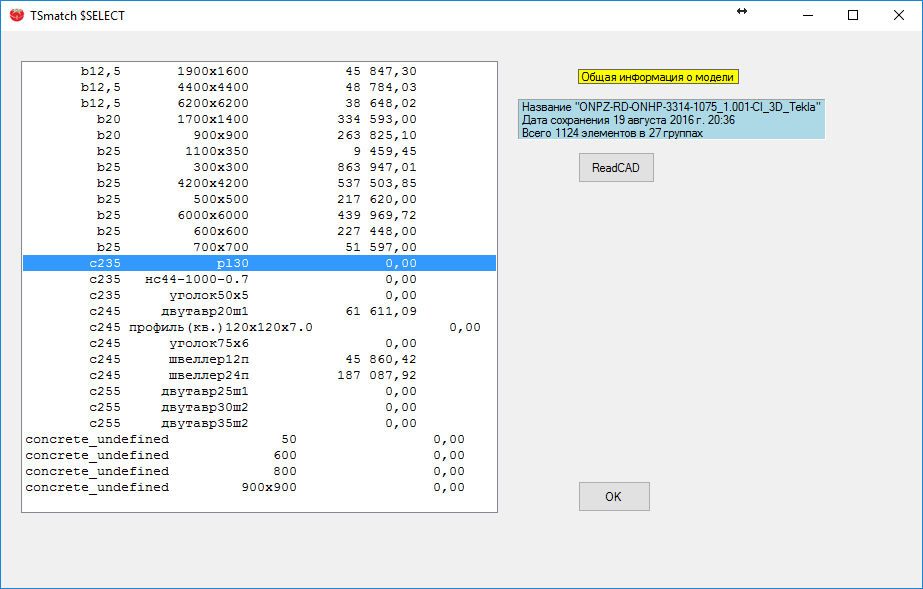 TSmatch $SELECT
b12,5 1900x1600 45 847,30
b12,5 4400x4400 48 784,03
b12,5 6200x6200 38 648,02
b20 1700x1400 334 593,00
b20 900x900 263 825,10
b25 1100x350 9 459,45
b25 300x300 863 947,01
b25 4200x4200 537 503,85
b25 500x500 217 620,00
b25 6000x6000 439 969,72
b25 600x600 227 448,00
b25 700x700 51 597,00
c235 pl30 0,00
c235 нс44-1000-0.7 0,00
c235 уголок50x5 0,00
c245 двутавр20ш1 61 611,09
c245 профиль(кв.)120x120x7.0 0,00
c245 уголок75x6 0,00
c245 швеллер12п 45 860,42
c245 швеллер24п 187 087,92
c255 двутавр25ш1 0,00
c255 двутавр30ш2 0,00
c255 двутавр35ш2 0,00
concrete_undefined 50 0,00
concrete_undefined 600 0,00
concrete_undefined 800 0,00
concrete_undefined 900x900 0,00
Общая информация о модели
Название "ONPZ-RD-ONHP-3314-1075_1.001-CI_3D_Tekla"
Дата сохранения 19 августа 2016 г. 20:36
Всего 1124 элементов в 27 группах
ReadCAD
OK